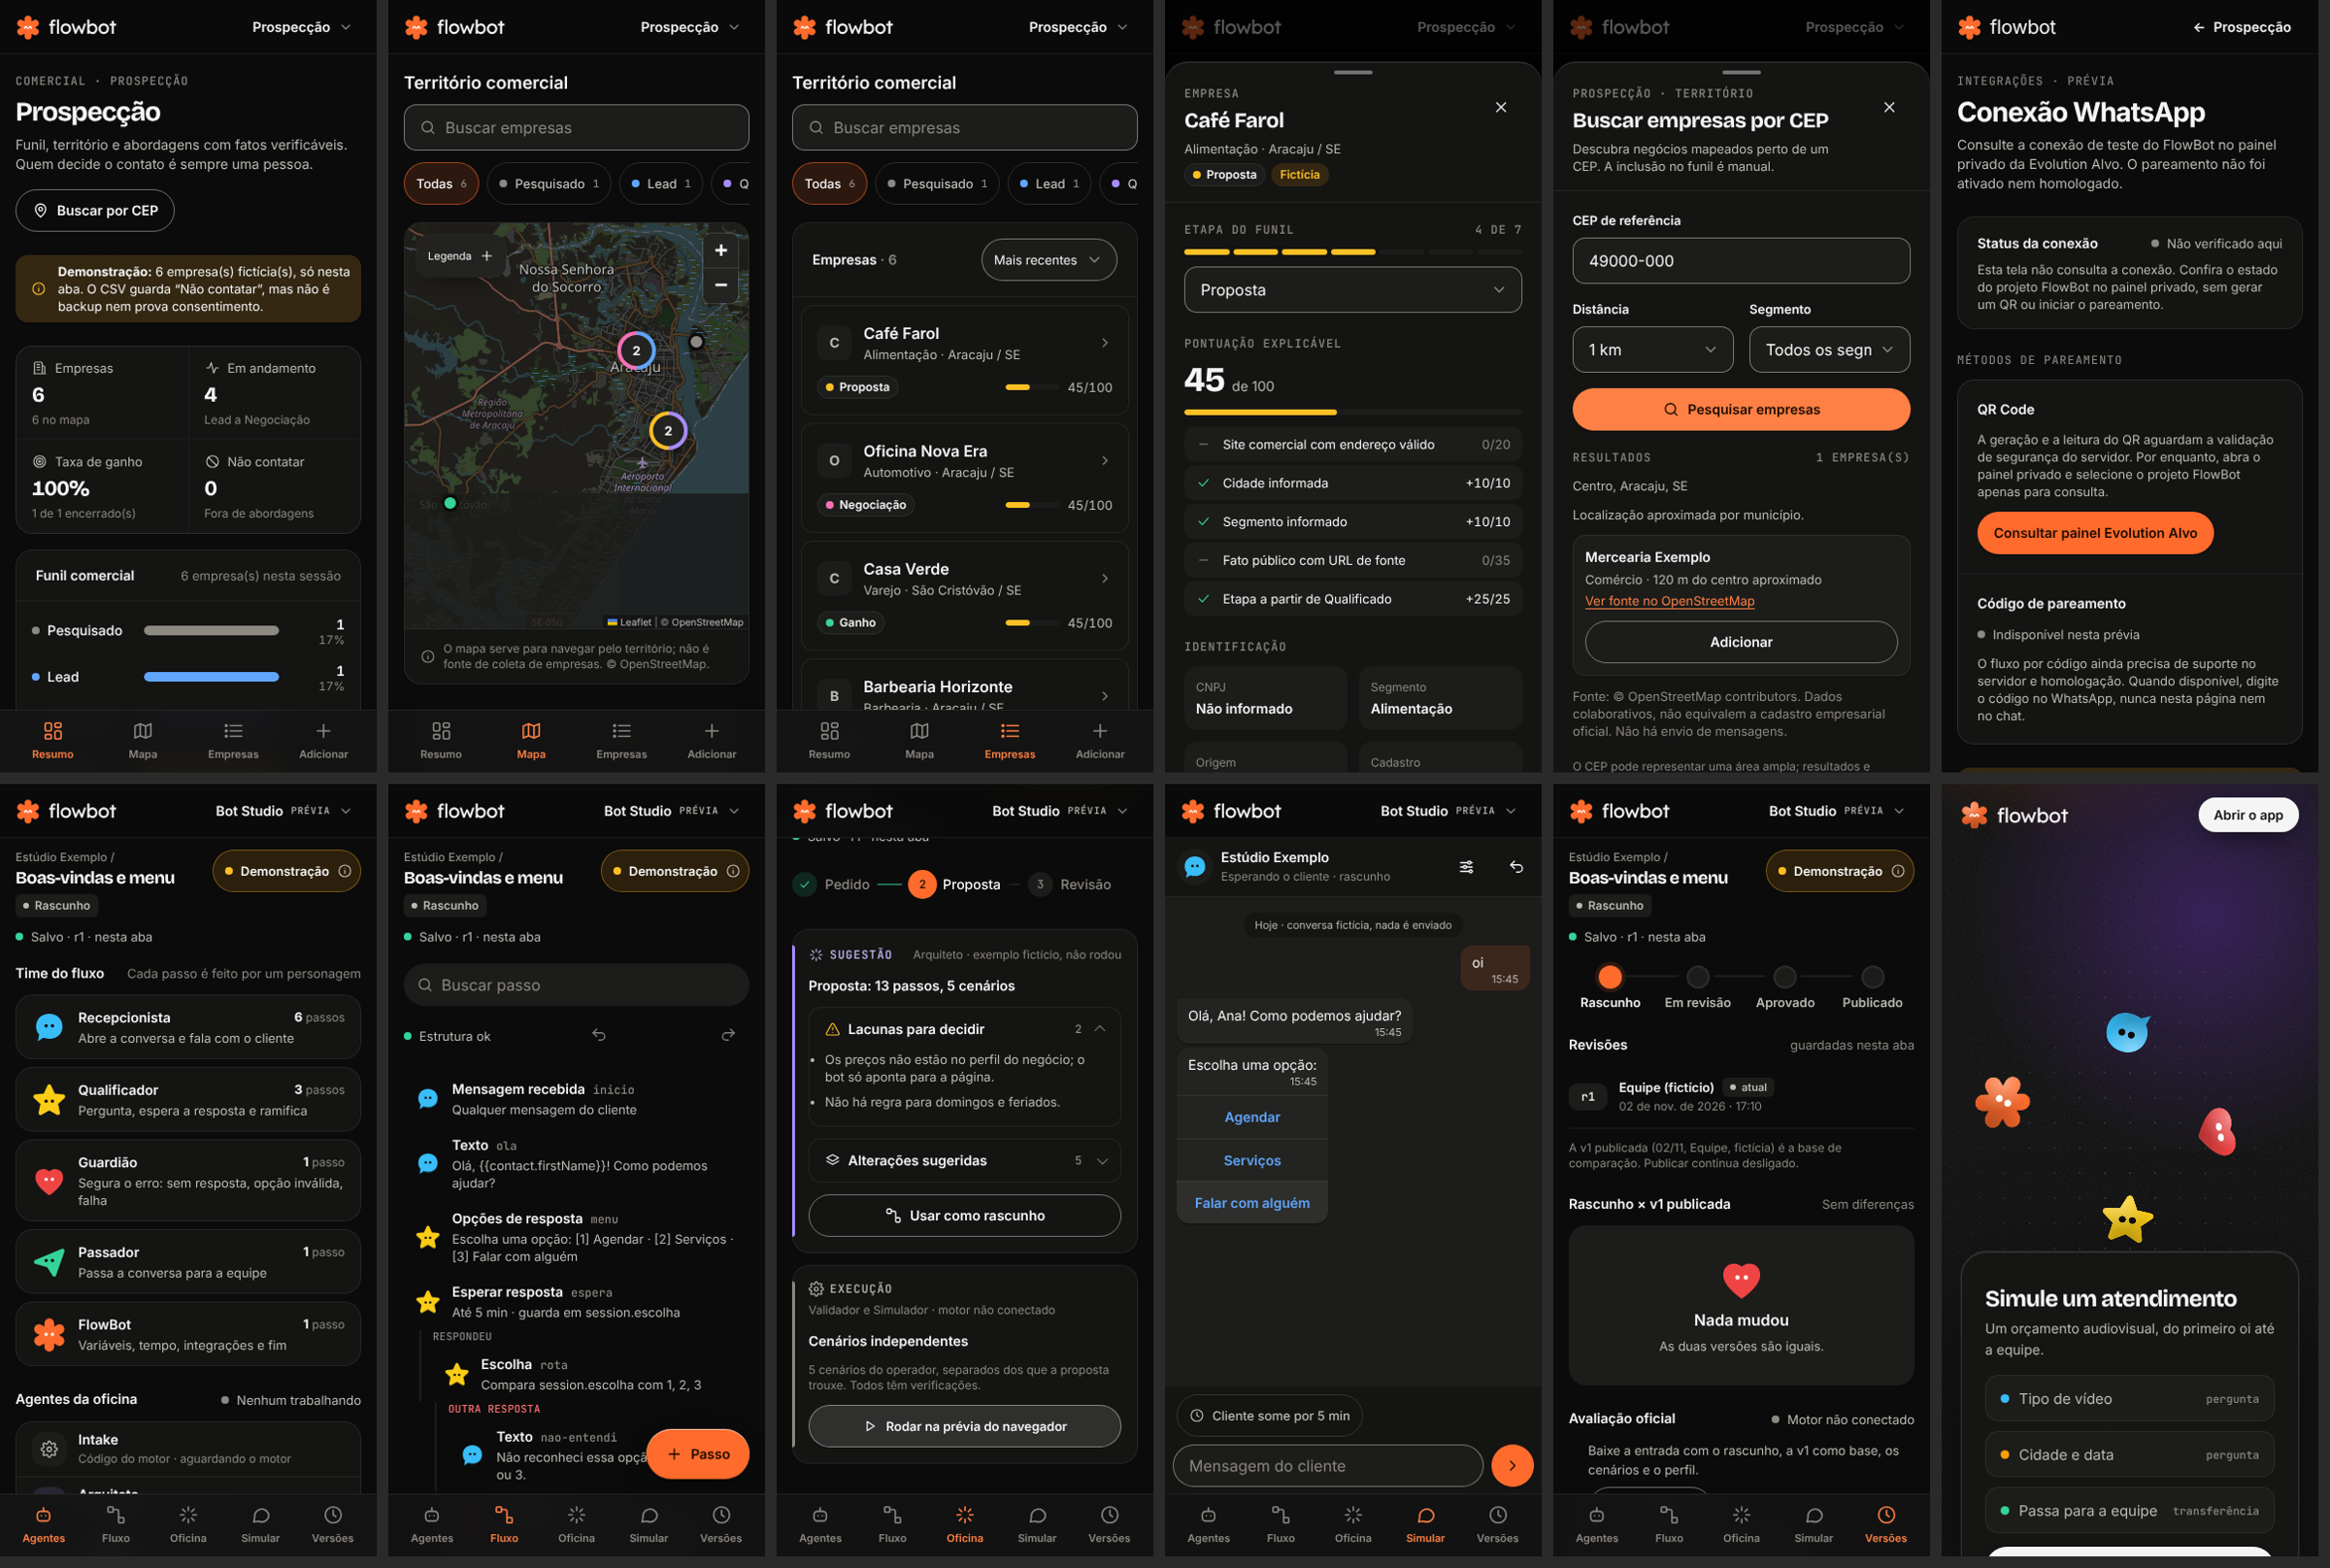 flowbot
Prospecção
COMERCIAL · PROSPECÇÃO
Prospecção
Funil, território e abordagens com fatos verificáveis.
Quem decide o contato é sempre uma pessoa.
Buscar por CEP
Demonstração: 6 empresa(s) fictícia(s), só nesta
aba. O CSV guarda “Não contatar”, mas não é
backup nem prova consentimento.
Empresas
6
6 no mapa
Em andamento
4
Lead a Negociação
Taxa de ganho
100%
1 de 1 encerrado(s)
Não contatar
0
Fora de abordagens
Funil comercial
6 empresa(s) nesta sessão
Pesquisado
1
17%
Lead
1
17%
Resumo
Mapa
Empresas
Adicionar
flowbot
Prospecção
Território comercial
Buscar empresas
Todas 6
Pesquisado 1
Lead 1
Q
Legenda +
Nossa Senhora
do Socorro
+
−
2
Aracaju
Região
Metropolitana
de Aracaju
2
Aeroporto
Internacional
de Santa
Maria
São Cristóvão
SE-050
Leaflet | © OpenStreetMap
O mapa serve para navegar pelo território; não é
fonte de coleta de empresas. © OpenStreetMap.
Resumo
Mapa
Empresas
Adicionar
flowbot
Prospecção
Território comercial
Buscar empresas
Todas 6
Pesquisado 1
Lead 1
Q
Empresas · 6
Mais recentes
C
Café Farol
Alimentação · Aracaju / SE
Proposta
45/100
O
Oficina Nova Era
Automotivo · Aracaju / SE
Negociação
45/100
C
Casa Verde
Varejo · São Cristóvão / SE
Ganho
45/100
B
Barbearia Horizonte
Barbearia · Aracaju / SE
Resumo
Mapa
Empresas
Adicionar
flowbot
Prospecção
EMPRESA
Café Farol
Alimentação · Aracaju / SE
Proposta
Fictícia
ETAPA DO FUNIL
4 DE 7
Proposta
PONTUAÇÃO EXPLICÁVEL
45 de 100
Site comercial com endereço válido
0/20
Cidade informada
+10/10
Segmento informado
+10/10
Fato público com URL de fonte
0/35
Etapa a partir de Qualificado
+25/25
IDENTIFICAÇÃO
CNPJ
Não informado
Segmento
Alimentação
Origem
Cadastro
flowbot
Prospecção
PROSPECÇÃO · TERRITÓRIO
Buscar empresas por CEP
Descubra negócios mapeados perto de um
CEP. A inclusão no funil é manual.
CEP de referência
49000-000
Distância
1 km
Segmento
Todos os segn
Pesquisar empresas
RESULTADOS
1 EMPRESA(S)
Centro, Aracaju, SE
Localização aproximada por município.
Mercearia Exemplo
Comércio · 120 m do centro aproximado
Ver fonte no OpenStreetMap
Adicionar
Fonte: © OpenStreetMap contributors. Dados
colaborativos, não equivalem a cadastro empresarial
oficial. Não há envio de mensagens.
O CEP pode representar uma área ampla; resultados e
flowbot
Prospecção
INTEGRAÇÕES · PRÉVIA
Conexão WhatsApp
Consulte a conexão de teste do FlowBot no painel
privado da Evolution Alvo. O pareamento não foi
ativado nem homologado.
Status da conexão
Não verificado aqui
Esta tela não consulta a conexão. Confira o estado
do projeto FlowBot no painel privado, sem gerar
um QR ou iniciar o pareamento.
MÉTODOS DE PAREAMENTO
QR Code
A geração e a leitura do QR aguardam a validação
de segurança do servidor. Por enquanto, abra o
painel privado e selecione o projeto FlowBot
apenas para consulta.
Consultar painel Evolution Alvo
Código de pareamento
Indisponível nesta prévia
O fluxo por código ainda precisa de suporte no
servidor e homologação. Quando disponível, digite
o código no WhatsApp, nunca nesta página nem
no chat.
flowbot
Bot Studio PRÉVIA
Estúdio Exemplo /
Boas-vindas e menu
Demonstração
Rascunho
Salvo · r1 · nesta aba
Time do fluxo
Cada passo é feito por um personagem
Recepcionista
6 passos
Abre a conversa e fala com o cliente
Qualificador
3 passos
Pergunta, espera a resposta e ramifica
Guardião
1 passo
Segura o erro: sem resposta, opção inválida,
falha
Passador
1 passo
Passa a conversa para a equipe
FlowBot
1 passo
Variáveis, tempo, integrações e fim
Agentes da oficina
Nenhum trabalhando
Intake
Código do motor · aguardando o motor
Arquiteto
Agentes
Fluxo
Oficina
Simular
Versões
flowbot
Bot Studio PRÉVIA
Estúdio Exemplo /
Boas-vindas e menu
Demonstração
Rascunho
Salvo · r1 · nesta aba
Buscar passo
Estrutura ok
Mensagem recebida inicio
Qualquer mensagem do cliente
Texto ola
Olá, {{contact.firstName}}! Como podemos
ajudar?
Opções de resposta menu
Escolha uma opção: [1] Agendar · [2] Serviços ·
[3] Falar com alguém
Esperar resposta espera
Até 5 min · guarda em session.escolha
RESPONDEU
Escolha rota
Compara session.escolha com 1, 2, 3
OUTRA RESPOSTA
Texto nao-entendi
Não reconheci essa opçã
ou 3.
Passo
Agentes
Fluxo
Oficina
Simular
Versões
flowbot
Bot Studio PRÉVIA
Salvo · r1 · nesta aba
Pedido
2 Proposta
3 Revisão
SUGESTÃO
Arquiteto · exemplo fictício, não rodou
Proposta: 13 passos, 5 cenários
Lacunas para decidir
2
Os preços não estão no perfil do negócio; o
bot só aponta para a página.
Não há regra para domingos e feriados.
Alterações sugeridas
5
Usar como rascunho
EXECUÇÃO
Validador e Simulador · motor não conectado
Cenários independentes
5 cenários do operador, separados dos que a proposta
trouxe. Todos têm verificações.
Rodar na prévia do navegador
Agentes
Fluxo
Oficina
Simular
Versões
flowbot
Bot Studio PRÉVIA
Estúdio Exemplo
Esperando o cliente · rascunho
Hoje · conversa fictícia, nada é enviado
oi
15:45
Olá, Ana! Como podemos ajudar?
15:45
Escolha uma opção:
15:45
Agendar
Serviços
Falar com alguém
Cliente some por 5 min
Mensagem do cliente
Agentes
Fluxo
Oficina
Simular
Versões
flowbot
Bot Studio PRÉVIA
Estúdio Exemplo /
Boas-vindas e menu
Demonstração
Rascunho
Salvo · r1 · nesta aba
Rascunho
Em revisão
Aprovado
Publicado
Revisões
guardadas nesta aba
r1
Equipe (fictício)
atual
02 de nov. de 2026 · 17:10
A v1 publicada (02/11, Equipe, fictícia) é a base de
comparação. Publicar continua desligado.
Rascunho × v1 publicada
Sem diferenças
Nada mudou
As duas versões são iguais.
Avaliação oficial
Motor não conectado
Baixe a entrada com o rascunho, a v1 como base, os
cenários e o perfil.
Agentes
Fluxo
Oficina
Simular
Versões
flowbot
Abrir o app
Simule um atendimento
Um orçamento audiovisual, do primeiro oi até
a equipe.
Tipo de vídeo
pergunta
Cidade e data
pergunta
Passa para a equipe
transferência